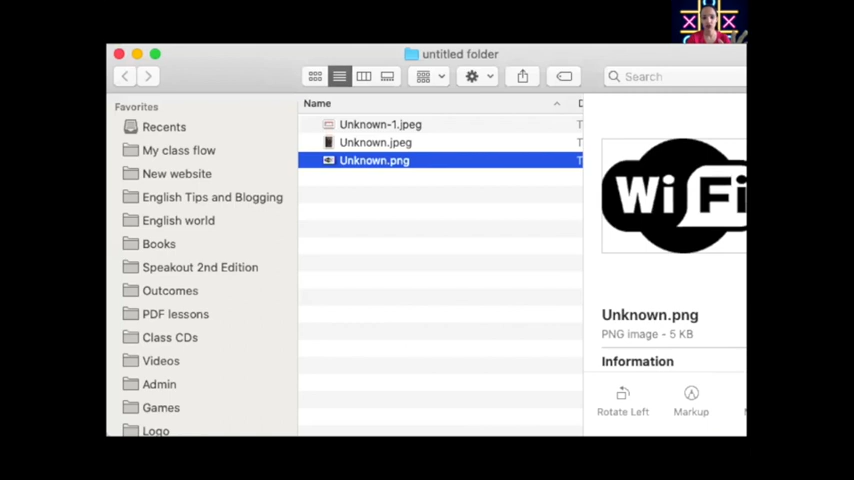 untitled folder
Search
Favorites
Recents
My class flow
New website
English Tips and Blogging
English world
Books
Speakout 2nd Edition
Outcomes
PDF lessons
Class CDs
Videos
Admin
Games
Logo
Name
Unknown-1.jpeg
T
Unknown.jpeg
T
Unknown.png
T
Wi Fi
Unknown.png
PNG image - 5 KB
Information
Rotate Left
Markup